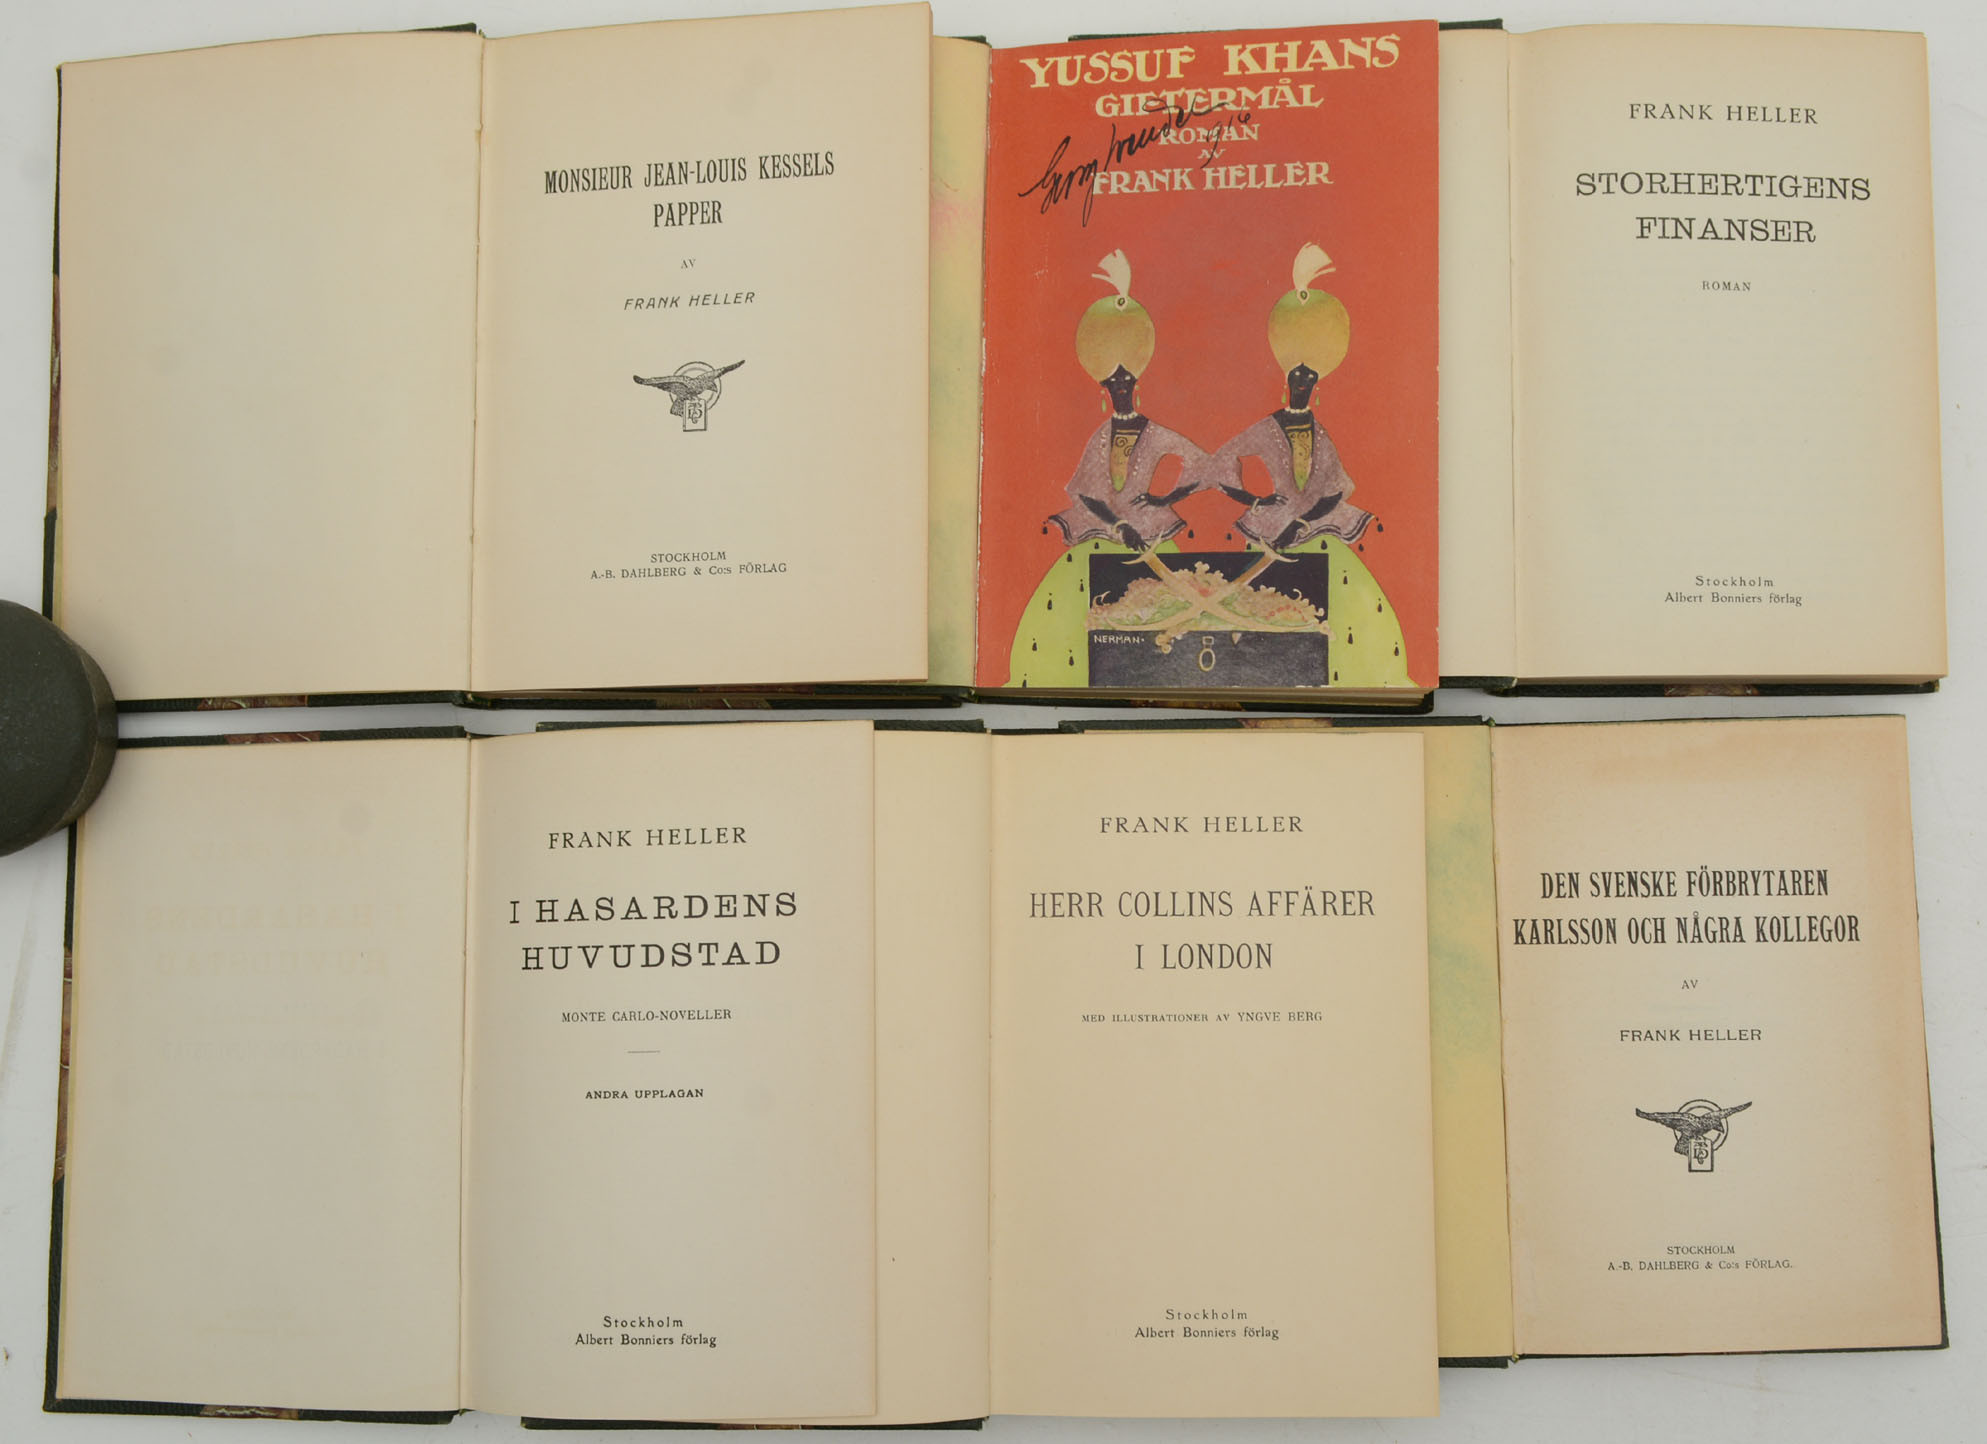 MONSIEUR JEAN-LOUIS KESSELS
PAPPER
AV
FRANK HELLER
STOCKHOLM
A.-B. DAHLBERG & Co:s FÖRLAG
YUSSUF KHANS
GIFTERMÅL
ROMAN
AV
FRANK HELLER
1916
NERMAN.
FRANK HELLER
STORHERTIGENS
FINANSER
ROMAN
Stockholm
Albert Bonniers förlag
FRANK HELLER
I HASARDENS
HUVUDSTAD
MONTE CARLO-NOVELLER
ANDRA UPPLAGAN
Stockholm
Albert Bonniers förlag
FRANK HELLER
HERR COLLINS AFFÄRER
I LONDON
MED ILLUSTRATIONER AV YNGVE BERG
Stockholm
Albert Bonniers förlag
DEN SVENSKE FÖRBRYTAREN
KARLSSON OCH NÅGRA KOLLEGOR
AV
FRANK HELLER
STOCKHOLM
A.-B. DAHLBERG & Co:s FÖRLAG.